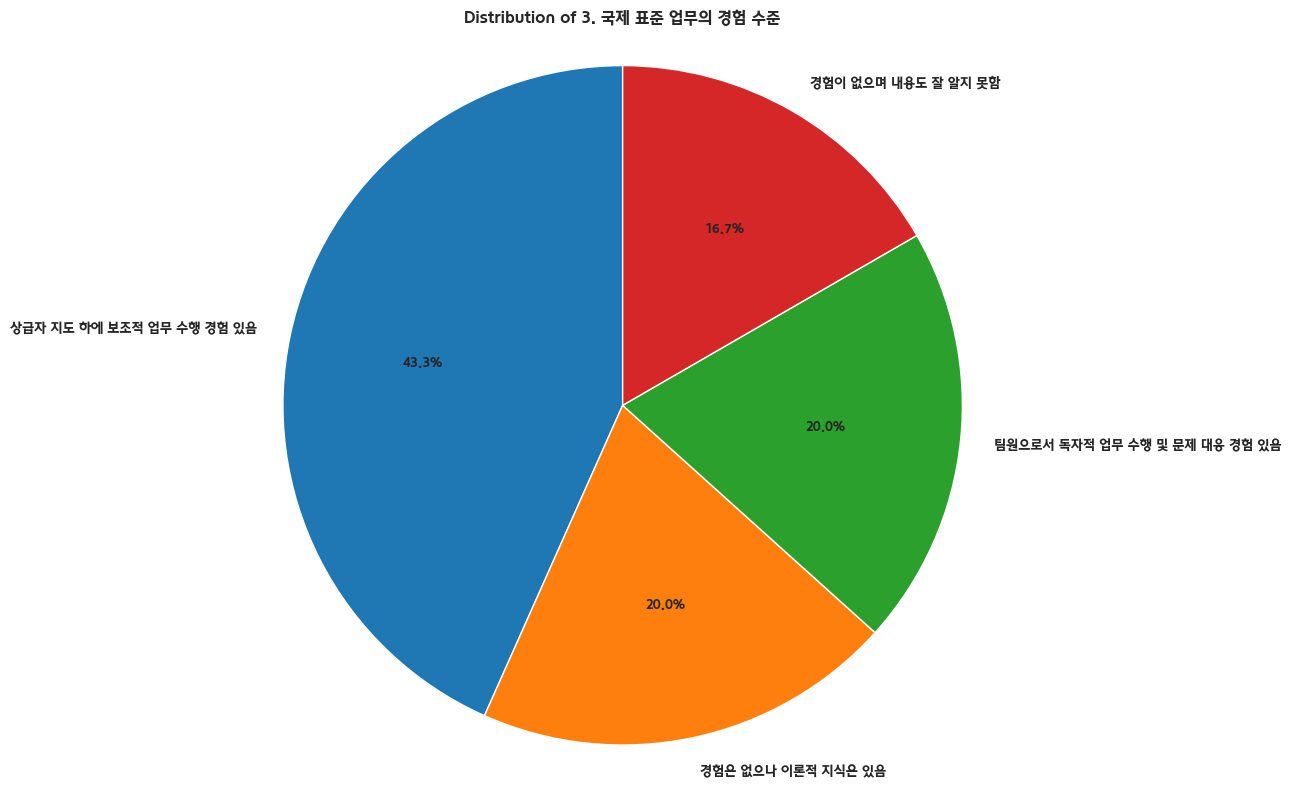 Distribution of 3. 국제 표준 업무의 경험 수준
경험이 없으며 내용도 잘 알지 못함
16.7%
상급자 지도 하에 보조적 업무 수행 경험 있음
43.3%
20.0%
팀원으로서 독자적 업무 수행 및 문제 대응 경험 있음
20.0%
경험은 없으나 이론적 지식은 있음